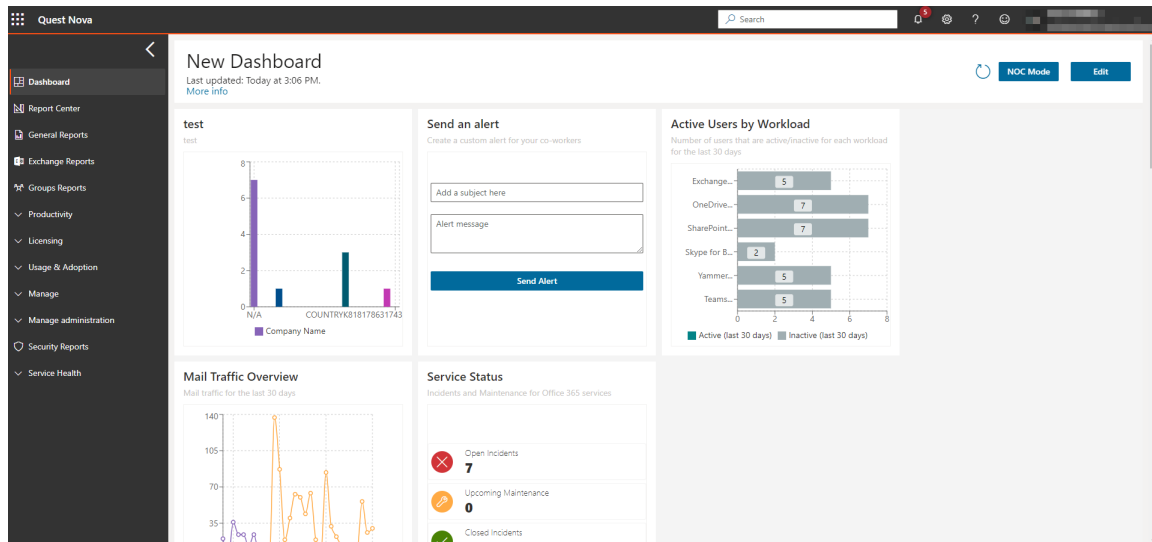 Quest Nova
Search
5
?
Dashboard
Report Center
General Reports
Exchange Reports
Groups Reports
Productivity
Licensing
Usage & Adoption
Manage
Manage administration
Security Reports
Service Health
New Dashboard
Last updated: Today at 3:06 PM.
More info
NOC Mode
Edit
test
test
8
6
4
2
0
N/A
COUNTRYK818178631743
Company Name
Send an alert
Create a custom alert for your co-workers
Add a subject here
Alert message
Send Alert
Active Users by Workload
Number of users that are active/inactive for each workload
for the last 30 days
Exchange...
5
OneDrive...
7
SharePoint...
7
Skype for B...
2
Yammer...
5
Teams...
5
0 2 4 6 8
Active (last 30 days) Inactive (last 30 days)
Mail Traffic Overview
Mail traffic for the last 30 days
140
105
70
35
Service Status
Incidents and Maintenance for Office 365 services
Open Incidents
7
Upcoming Maintenance
0
Closed Incidents